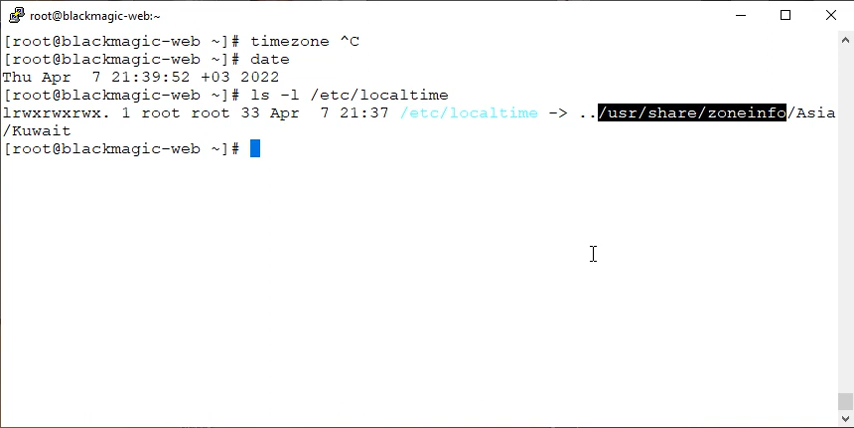 root@blackmagic-web:~
[root@blackmagic-web ~]# timezone ^C
[root@blackmagic-web ~]# date
Thu Apr  7 21:39:52 +03 2022
[root@blackmagic-web ~]# ls -l /etc/localtime
lrwxrwxrwx. 1 root root 33 Apr  7 21:37 /etc/localtime -> ../usr/share/zoneinfo/Asia
/Kuwait
[root@blackmagic-web ~]#